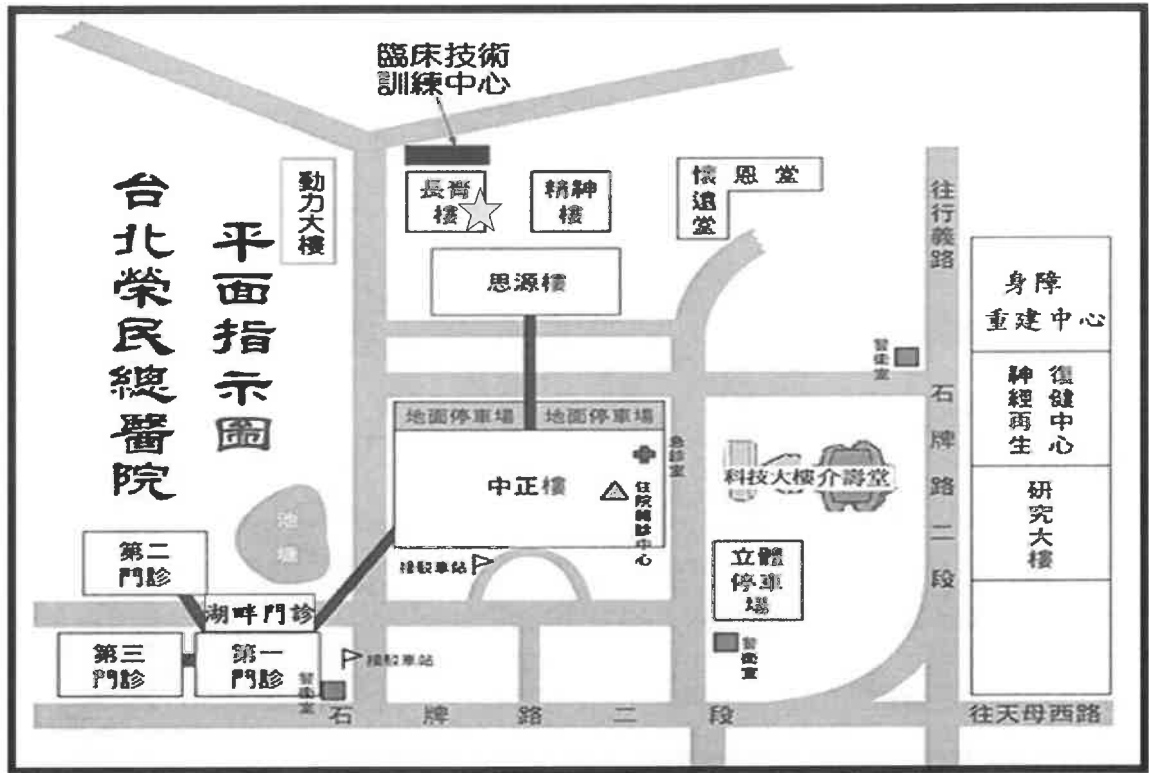 台北榮民總醫院
平面指示圖
臨床技術
訓練中心
動力大樓
長青
樓
精神
樓
懷恩堂
遠堂
往行義路
思源樓
身障
重建中心
警衛室
神經再生
復健中心
地面停車場
地面停車場
急診室
中正樓
住院轉診中心
科技大樓
介壽堂
研究大樓
池塘
第二
門診
接駁車站
立體
停車
場
湖畔門診
第三
門診
第一
門診
接駁車站
警衛室
警衛室
石牌路二段
石牌路二段
往天母西路